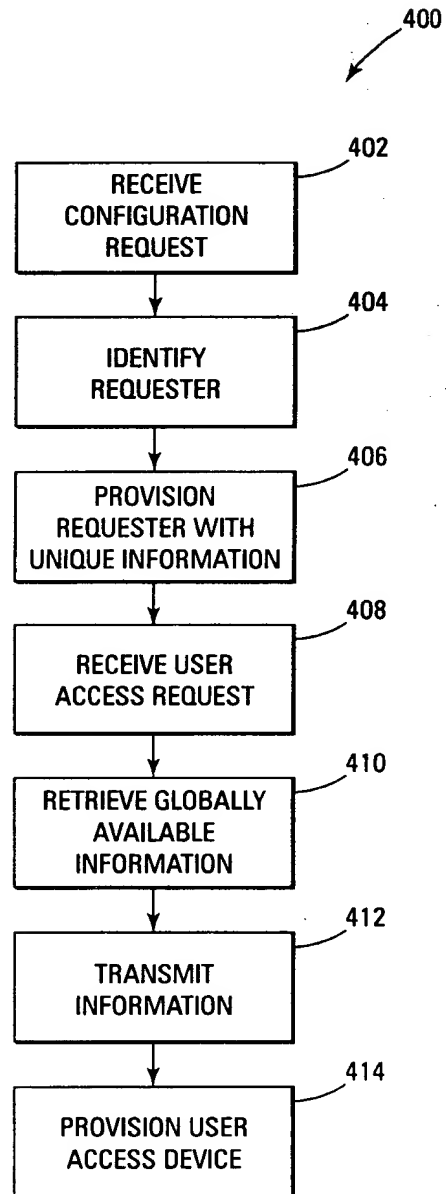 400
402
RECEIVE
CONFIGURATION
REQUEST
404
IDENTIFY
REQUESTER
406
PROVISION
REQUESTER WITH
UNIQUE INFORMATION
408
RECEIVE USER
ACCESS REQUEST
410
RETRIEVE GLOBALLY
AVAILABLE
INFORMATION
412
TRANSMIT
INFORMATION
414
PROVISION USER
ACCESS DEVICE